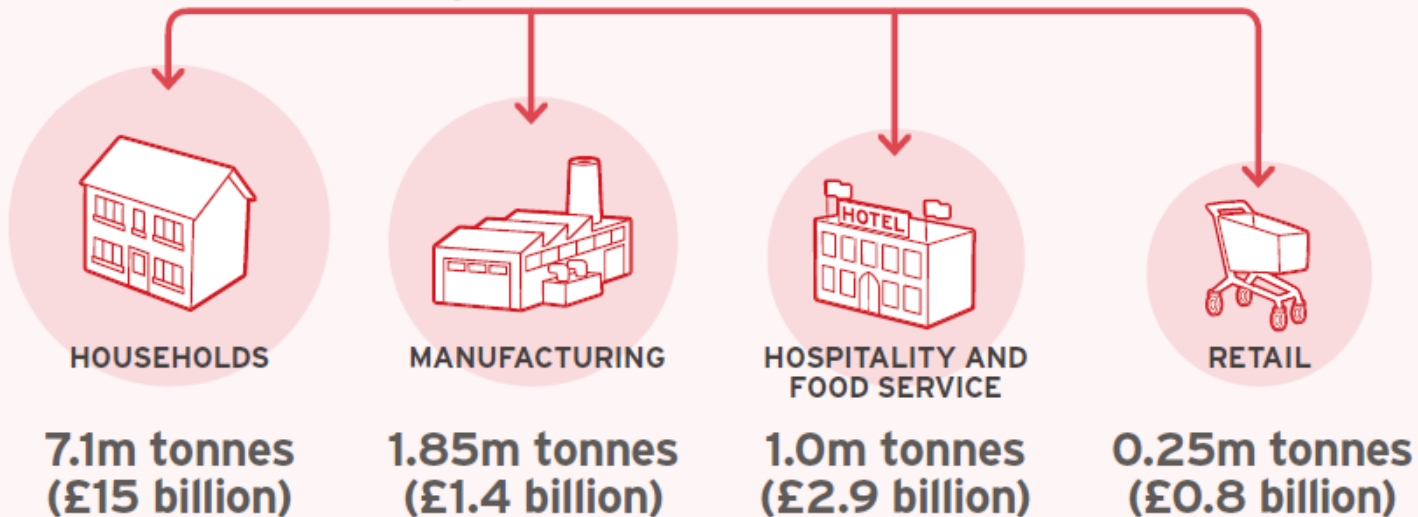 HOTEL
HOUSEHOLDS
7.1m tonnes
(£15 billion)
MANUFACTURING
1.85m tonnes
(£1.4 billion)
HOSPITALITY AND
FOOD SERVICE
1.0m tonnes
(£2.9 billion)
RETAIL
0.25m tonnes
(£0.8 billion)